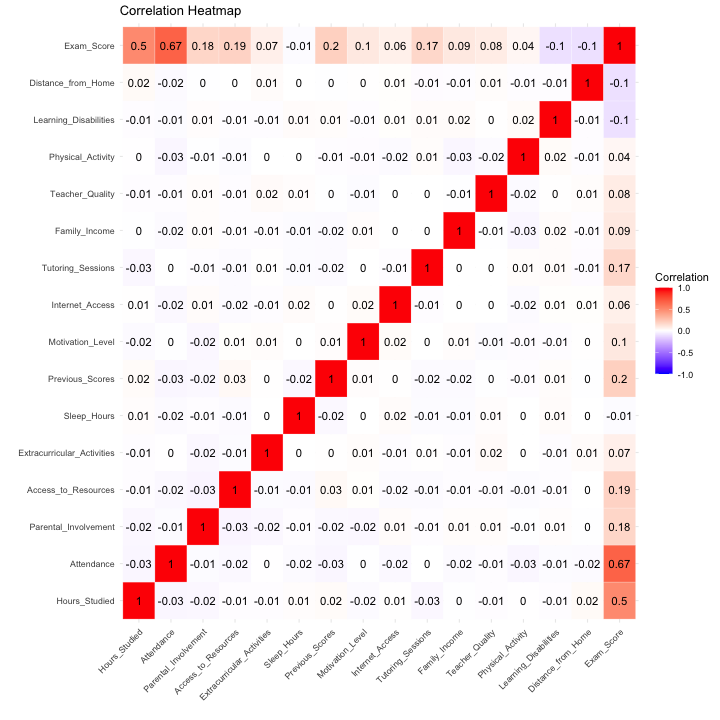 Correlation Heatmap
Exam_Score 0.5 0.67 0.18 0.19 0.07 -0.01 0.2 0.1 0.06 0.17 0.09 0.08 0.04 -0.1 -0.1 1
Distance_from_Home 0.02 -0.02 0 0 0.01 0 0 0 0.01 -0.01 -0.01 0.01 -0.01 -0.01 1 -0.1
Learning_Disabilities -0.01 -0.01 0.01 -0.01 -0.01 0.01 0.01 -0.01 0.01 0.01 0.02 0 0.02 1 -0.01 -0.1
Physical_Activity 0 -0.03 -0.01 -0.01 0 0 -0.01 -0.01 -0.02 0.01 -0.03 -0.02 1 0.02 -0.01 0.04
Teacher_Quality -0.01 -0.01 0.01 -0.01 0.02 0.01 0 -0.01 0 0 -0.01 1 -0.02 0 0.01 0.08
Family_Income 0 -0.02 0.01 -0.01 -0.01 -0.01 -0.02 0.01 0 0 1 -0.01 -0.03 0.02 -0.01 0.09
Tutoring_Sessions -0.03 0 -0.01 -0.01 0.01 -0.01 -0.02 0 -0.01 1 0 0 0.01 0.01 -0.01 0.17
Internet_Access 0.01 -0.02 0.01 -0.02 -0.01 0.02 0 0.02 1 -0.01 0 0 -0.02 0.01 0.01 0.06
Motivation_Level -0.02 0 -0.02 0.01 0.01 0 0.01 1 0.02 0 0.01 -0.01 -0.01 -0.01 0 0.1
Previous_Scores 0.02 -0.03 -0.02 0.03 0 -0.02 1 0.01 0 -0.02 -0.02 0 -0.01 0.01 0 0.2
Sleep_Hours 0.01 -0.02 -0.01 -0.01 0 1 -0.02 0 0.02 -0.01 -0.01 0.01 0 0.01 0 -0.01
Extracurricular_Activities -0.01 0 -0.02 -0.01 1 0 0 0.01 -0.01 0.01 -0.01 0.02 0 -0.01 0.01 0.07
Access_to_Resources -0.01 -0.02 -0.03 1 -0.01 -0.01 0.03 0.01 -0.02 -0.01 -0.01 -0.01 -0.01 -0.01 0 0.19
Parental_Involvement -0.02 -0.01 1 -0.03 -0.02 -0.01 -0.02 -0.02 0.01 -0.01 0.01 0.01 -0.01 0.01 0 0.18
Attendance -0.03 1 -0.01 -0.02 0 -0.02 -0.03 0 -0.02 0 -0.02 -0.01 -0.03 -0.01 -0.02 0.67
Hours_Studied 1 -0.03 -0.02 -0.01 -0.01 0.01 0.02 -0.02 0.01 -0.03 0 -0.01 0 -0.01 0.02 0.5
Hours_Studied
Attendance
Parental_Involvement
Access_to_Resources
Extracurricular_Activities
Sleep_Hours
Previous_Scores
Motivation_Level
Internet_Access
Tutoring_Sessions
Family_Income
Teacher_Quality
Physical_Activity
Learning_Disabilities
Distance_from_Home
Exam_Score
Correlation
1.0
0.5
0.0
-0.5
-1.0